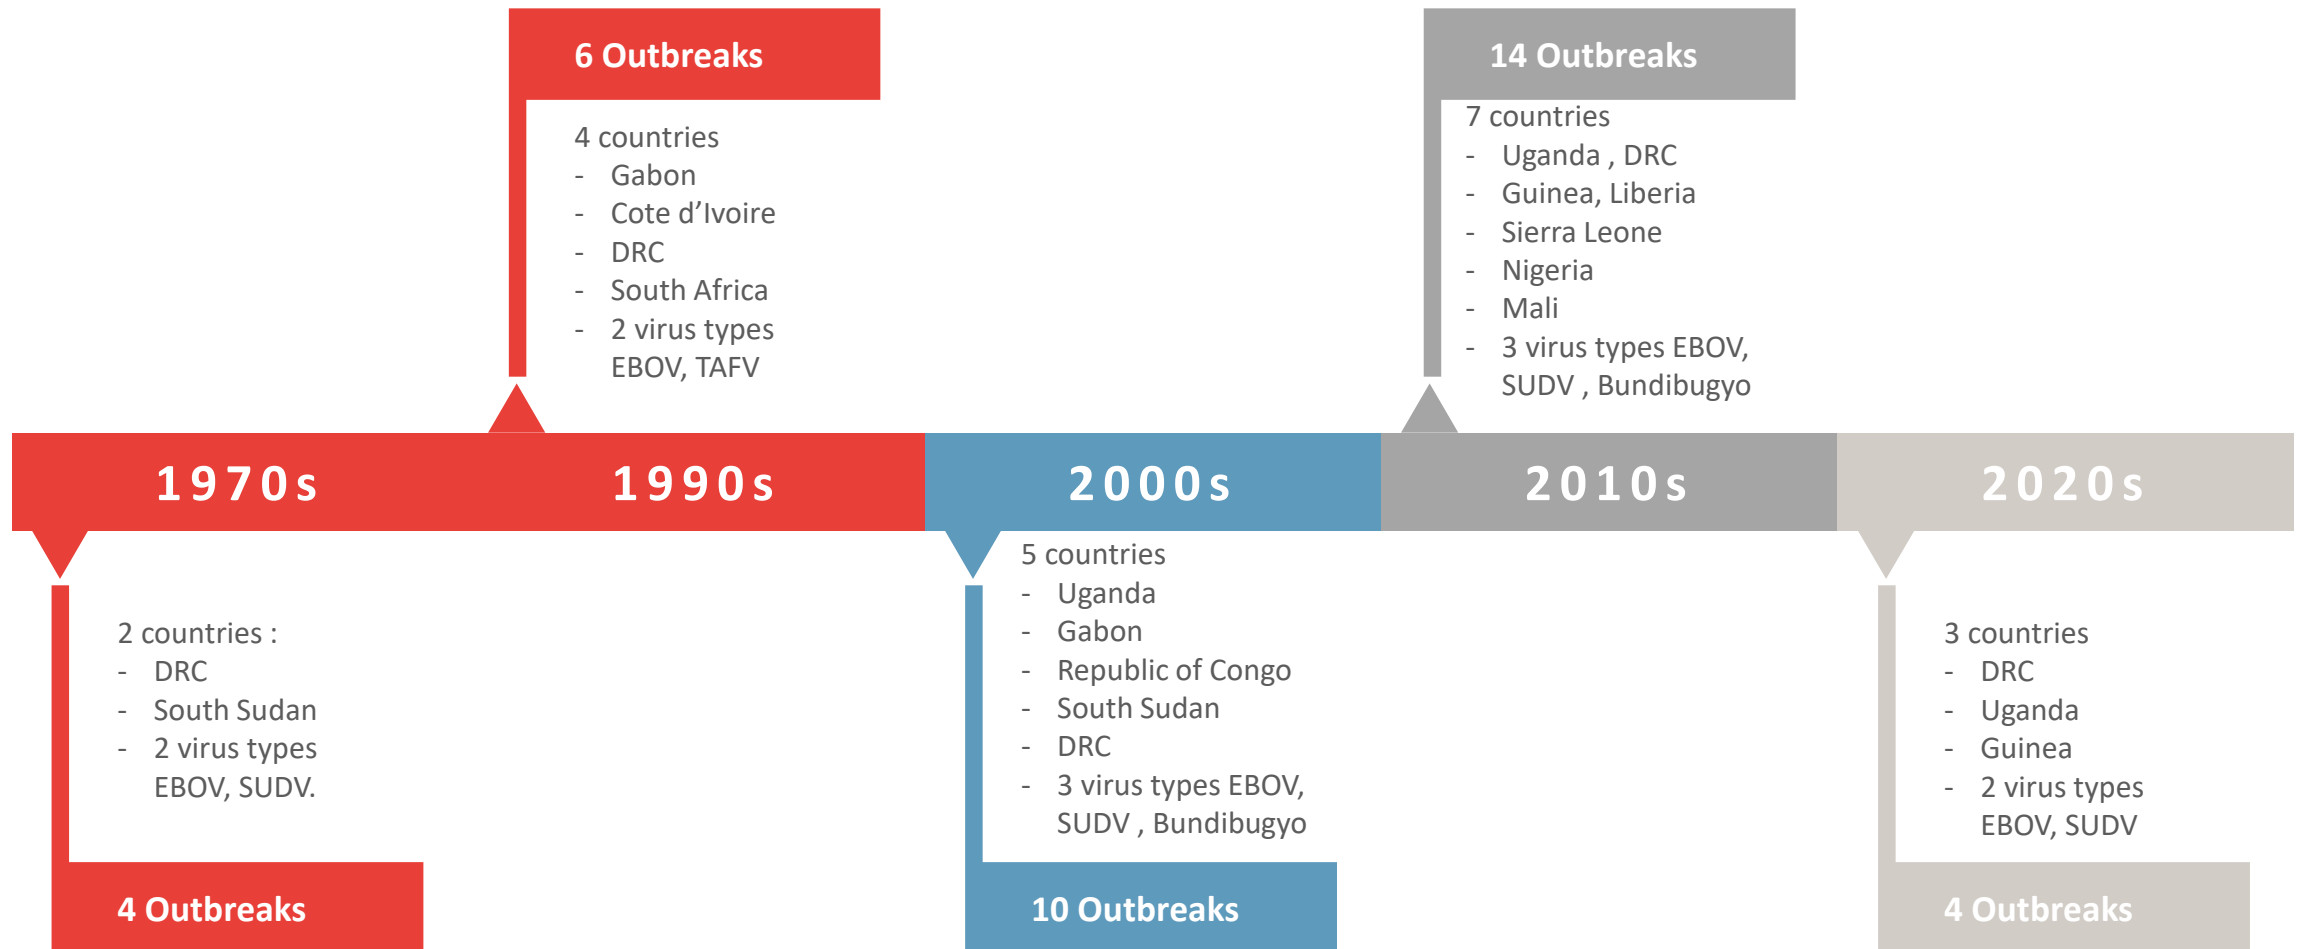 6 Outbreaks
4 countries
- Gabon
- Cote d’Ivoire
- DRC
- South Africa
- 2 virus types
EBOV, TAFV
14 Outbreaks
7 countries
- Uganda , DRC
- Guinea, Liberia
- Sierra Leone
- Nigeria
- Mali
- 3 virus types EBOV,
SUDV , Bundibugyo
1970s
1990s
2000s
2010s
2020s
2 countries :
- DRC
- South Sudan
- 2 virus types
EBOV, SUDV.
4 Outbreaks
5 countries
- Uganda
- Gabon
- Republic of Congo
- South Sudan
- DRC
- 3 virus types EBOV,
SUDV , Bundibugyo
10 Outbreaks
3 countries
- DRC
- Uganda
- Guinea
- 2 virus types
EBOV, SUDV
4 Outbreaks